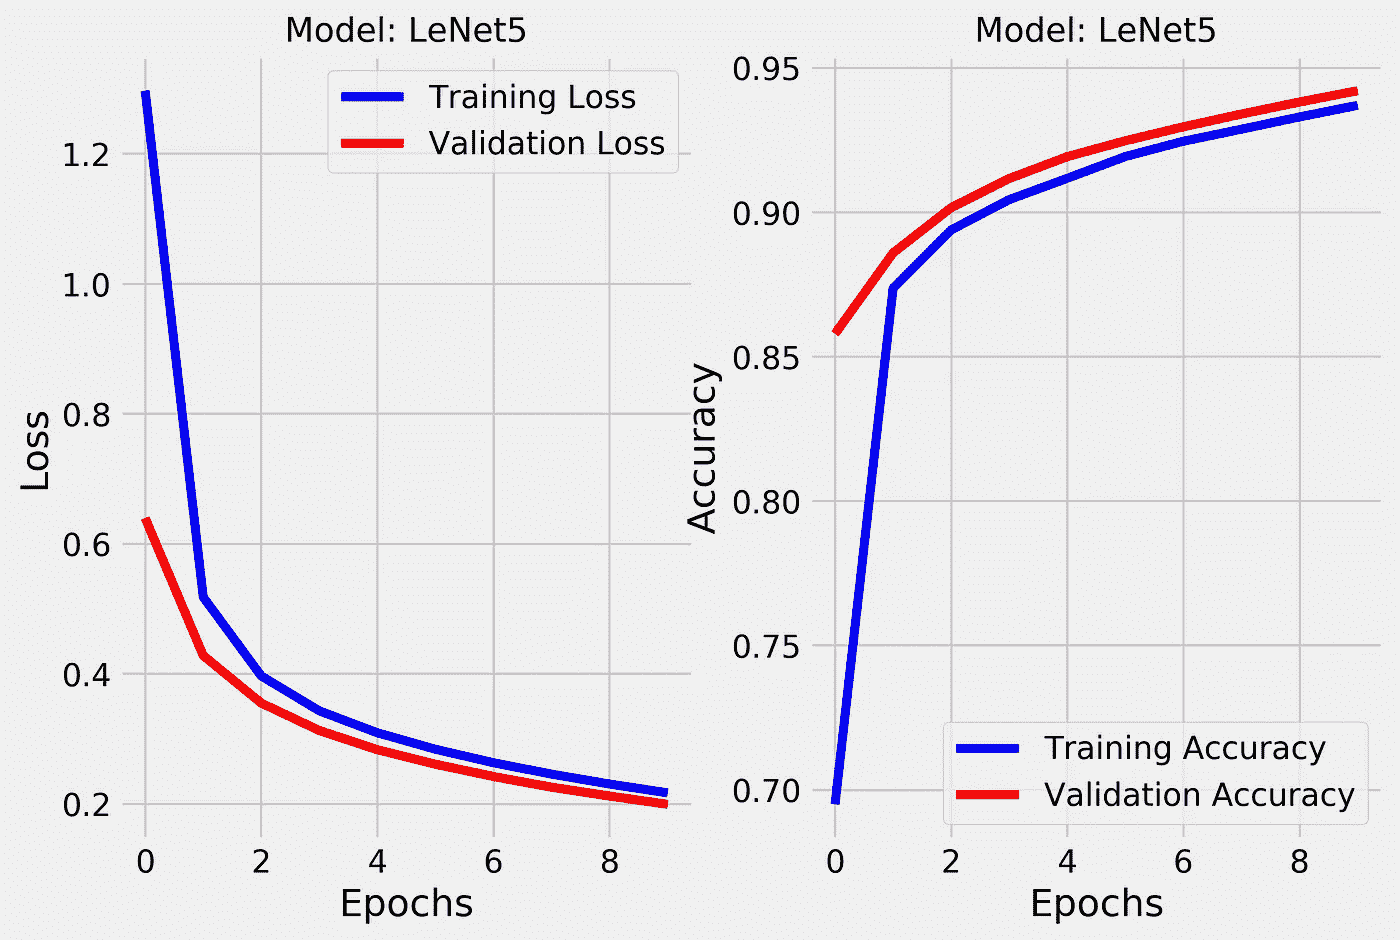 Model: LeNet5
Training Loss
Validation Loss
1.2
1.0
0.8
0.6
0.4
0.2
Loss
0 2 4 6 8
Epochs
Model: LeNet5
0.95
0.90
0.85
0.80
0.75
0.70
Accuracy
Training Accuracy
Validation Accuracy
0 2 4 6 8
Epochs